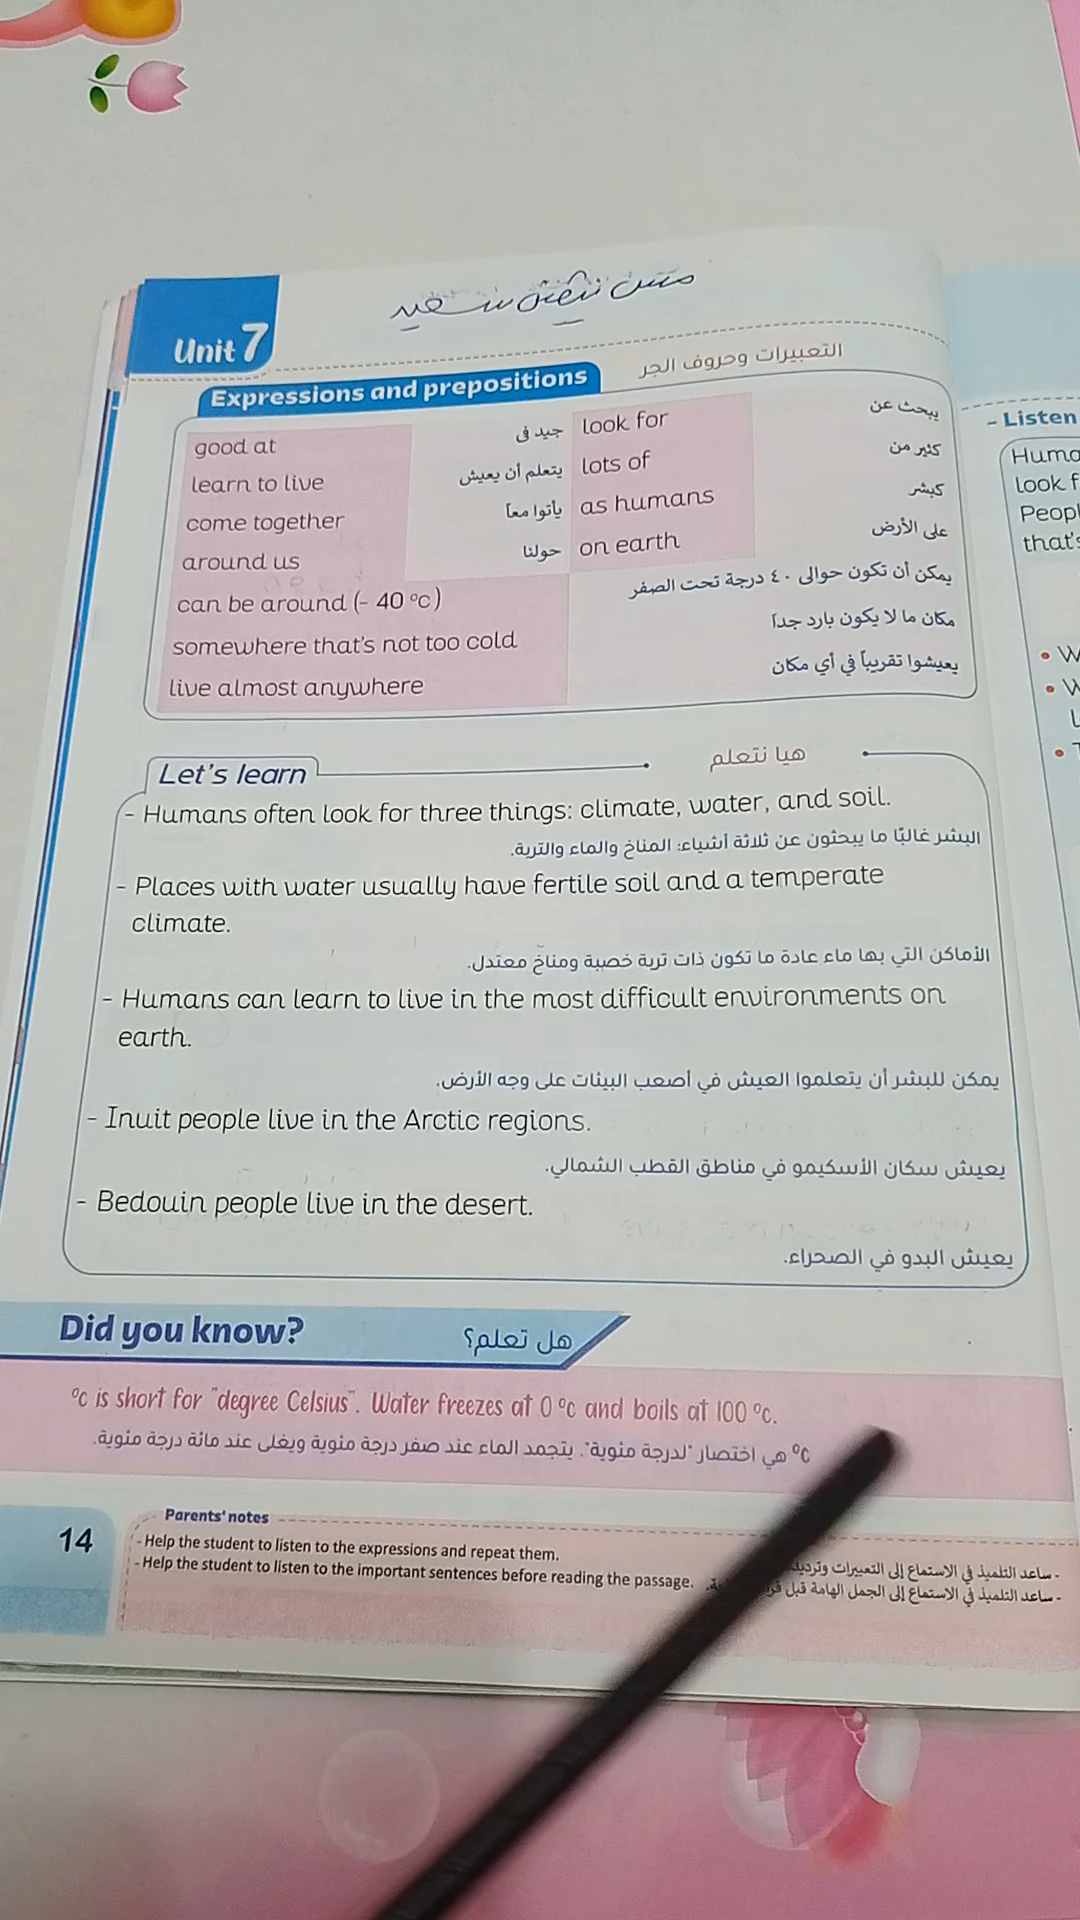 Unit 7
Expressions and prepositions
التعبيرات وحروف الجر
good at جيد فى look for يبحث عن
learn to live يتعلم أن يعيش lots of كثير من
come together يأتوا معاً as humans كبشر
around us حولنا on earth على الأرض
can be around (- 40 °c) يمكن أن تكون حوالى ٤٠ درجة تحت الصفر
somewhere that's not too cold مكان ما لا يكون بارد جداً
live almost anywhere يعيشوا تقريباً في أي مكان
Let's learn هيا نتعلم
- Humans often look for three things: climate, water, and soil.
البشر غالبًا ما يبحثون عن ثلاثة أشياء: المناخ والماء والتربة.
- Places with water usually have fertile soil and a temperate
climate.
الأماكن التي بها ماء عادة ما تكون ذات تربة خصبة ومناخ معتدل.
- Humans can learn to live in the most difficult environments on
earth.
يمكن للبشر أن يتعلموا العيش في أصعب البيئات على وجه الأرض.
- Inuit people live in the Arctic regions.
يعيش سكان الأسكيمو في مناطق القطب الشمالي.
- Bedouin people live in the desert.
يعيش البدو في الصحراء.
Did you know? هل تعلم؟
°c is short for "degree Celsius". Water freezes at 0 °c and boils at 100 °c.
°c هي اختصار "لدرجة مئوية". يتجمد الماء عند صفر درجة مئوية ويغلى عند مائة درجة مئوية.
14
Parents' notes
- Help the student to listen to the expressions and repeat them.
- ساعد التلميذ في الاستماع إلى التعبيرات
- Help the student to listen to the important sentences before reading the passage.
- ساعد التلميذ في الاستماع إلى الجمل الهامة قبل
- Listen
look f
that's